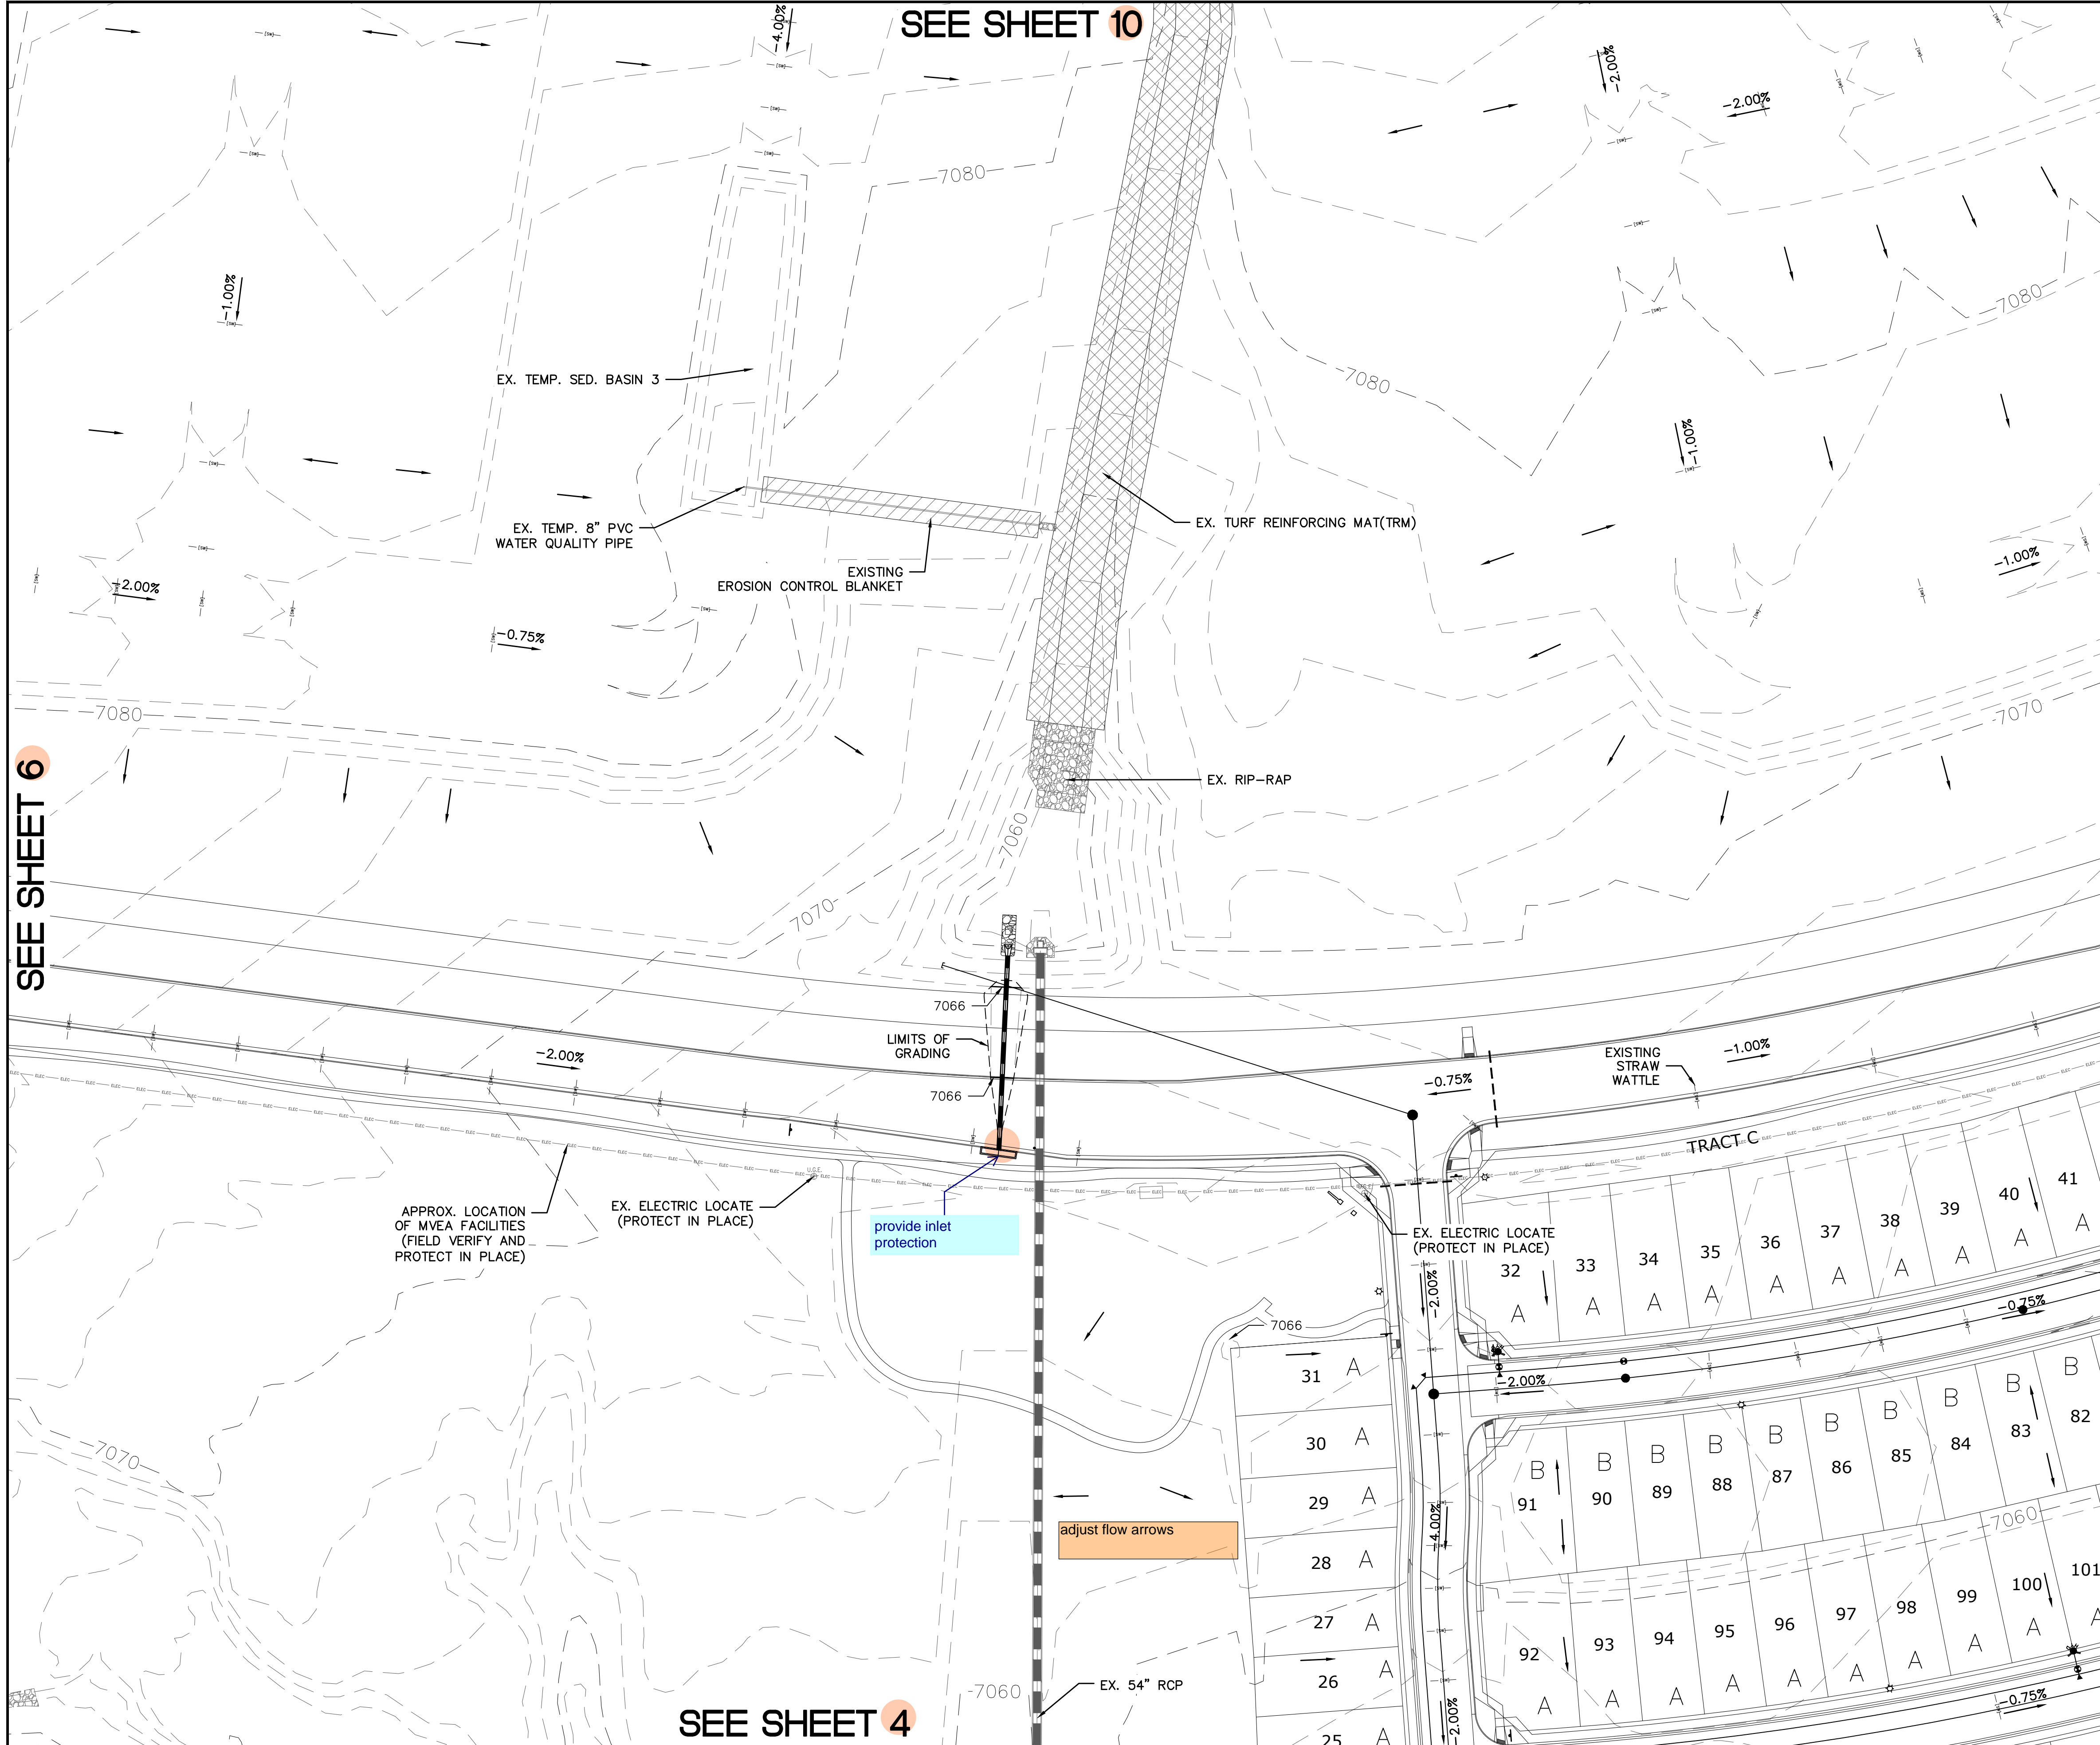 SEE SHEET 10
-4.00%
-2.00%
-2.00%
7080
-1.00%
7080
EX. TEMP. SED. BASIN 3
7080
-1.00%
EX. TEMP. 8" PVC
WATER QUALITY PIPE
EX. TURF REINFORCING MAT(TRM)
EXISTING
EROSION CONTROL BLANKET
-1.00%
-2.00%
-0.75%
7080
7070
SEE SHEET 6
EX. RIP-RAP
7060
7070
7066
LIMITS OF
GRADING
7066
-2.00%
-0.75%
EXISTING
STRAW
WATTLE
-1.00%
TRACT C
U.G.E.
APPROX. LOCATION
OF MVEA FACILITIES
(FIELD VERIFY AND
PROTECT IN PLACE)
EX. ELECTRIC LOCATE
(PROTECT IN PLACE)
provide inlet
protection
EX. ELECTRIC LOCATE
(PROTECT IN PLACE)
32 33 34 35 36 37 38 39 40 41
A A A A A A A A A A
-2.00%
-0.75%
7066
31 A
-2.00%
30 A
29 A
28 A
27 A
26 A
25 A
B B B B B B B B B B
91 90 89 88 87 86 85 84 83 82
7070
adjust flow arrows
-4.00%
7060
92 93 94 95 96 97 98 99 100 101
A A A A A A A A A A
7060
EX. 54" RCP
-2.00%
-0.75%
SEE SHEET 4